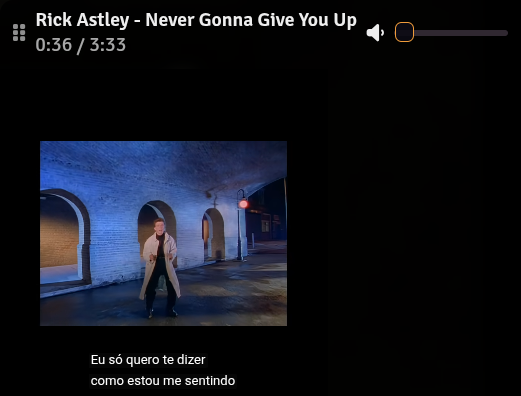 Rick Astley - Never Gonna Give You Up
0:36 / 3:33
Eu só quero te dizer
como estou me sentindo